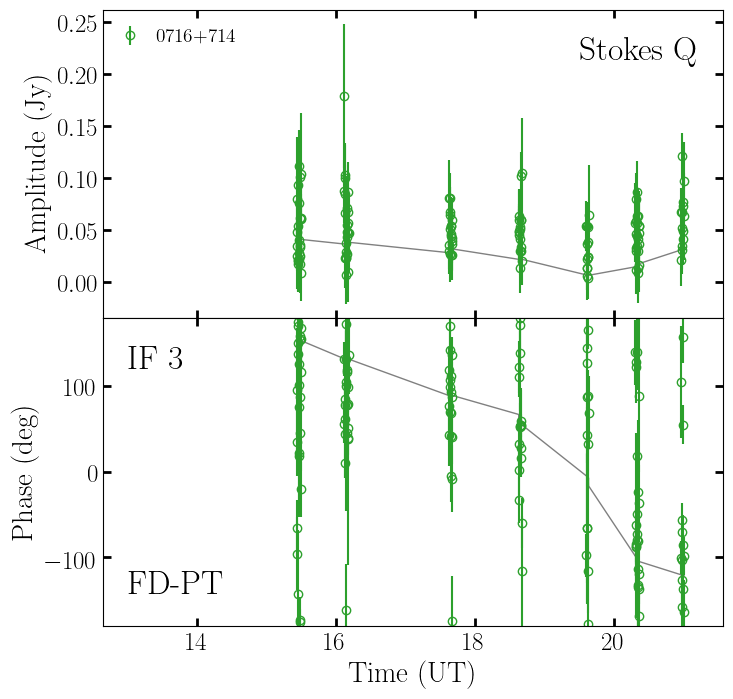 0716+714
Stokes Q
0.25
0.20
0.15
0.10
0.05
0.00
Amplitude (Jy)
IF 3
100
0
−100
Phase (deg)
FD-PT
14 16 18 20
Time (UT)